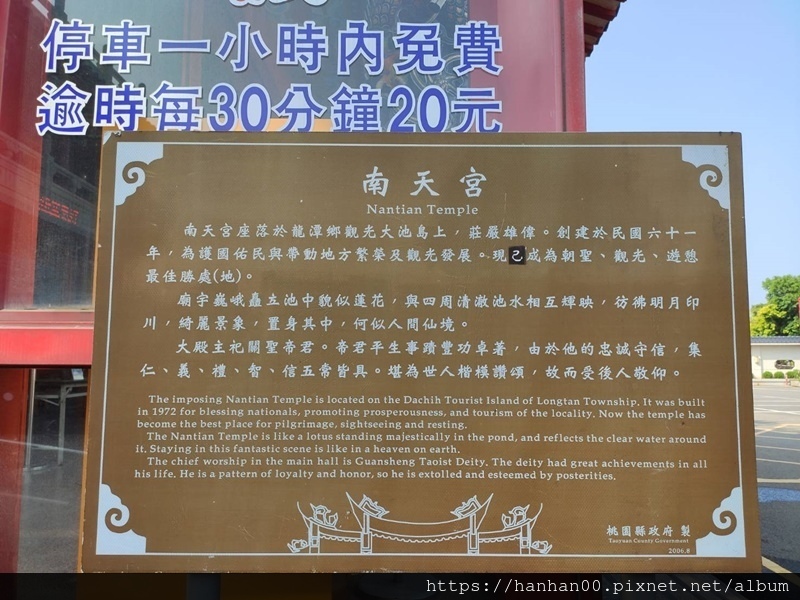 停車一小時內免費
逾時每30分鐘20元
南天宮
Nantian Temple
南天宮座落於龍潭鄉觀光大池島上，莊嚴雄偉。創建於民國六十一
年，為護國佑民與帶動地方繁榮及觀光發展。現已成為朝聖、觀光、遊憩
最佳勝處(地)。
廟宇巍峨矗立池中貌似蓮花，與四周清澈池水相互輝映，彷彿明月印
川，綺麗景象，置身其中，何似人間仙境。
大殿主祀關聖帝君。帝君平生事蹟豐功卓著，由於他的忠誠守信，集
仁、義、禮、智、信五常皆具。堪為世人楷模讚頌，故而受後人敬仰。
The imposing Nantian Temple is located on the Dachih Tourist Island of Longtan Township. It was built
in 1972 for blessing nationals, promoting prosperousness, and tourism of the locality. Now the temple has
become the best place for pilgrimage, sightseeing and resting.
The Nantian Temple is like a lotus standing majestically in the pond, and reflects the clear water around
it. Staying in this fantastic scene is like in a heaven on earth.
The chief worship in the main hall is Guansheng Taoist Deity. The deity had great achievements in all
his life. He is a pattern of loyalty and honor, so he is extolled and esteemed by posterities.
桃園縣政府 製
Taoyuan County Government
2006.8
https://hanhan00.pixnet.net/album